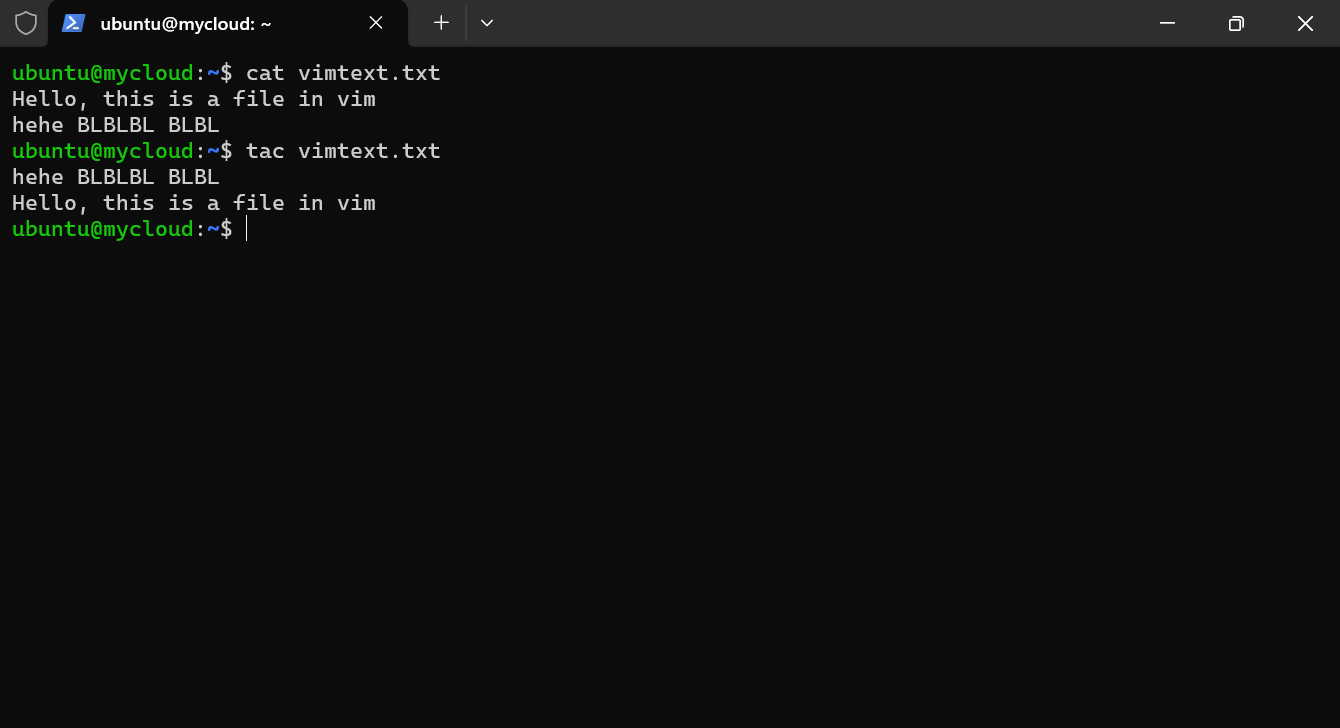 ubuntu@mycloud: ~
ubuntu@mycloud:~$ cat vimtext.txt
Hello, this is a file in vim
hehe BLBLBL BLBL
ubuntu@mycloud:~$ tac vimtext.txt
hehe BLBLBL BLBL
Hello, this is a file in vim
ubuntu@mycloud:~$